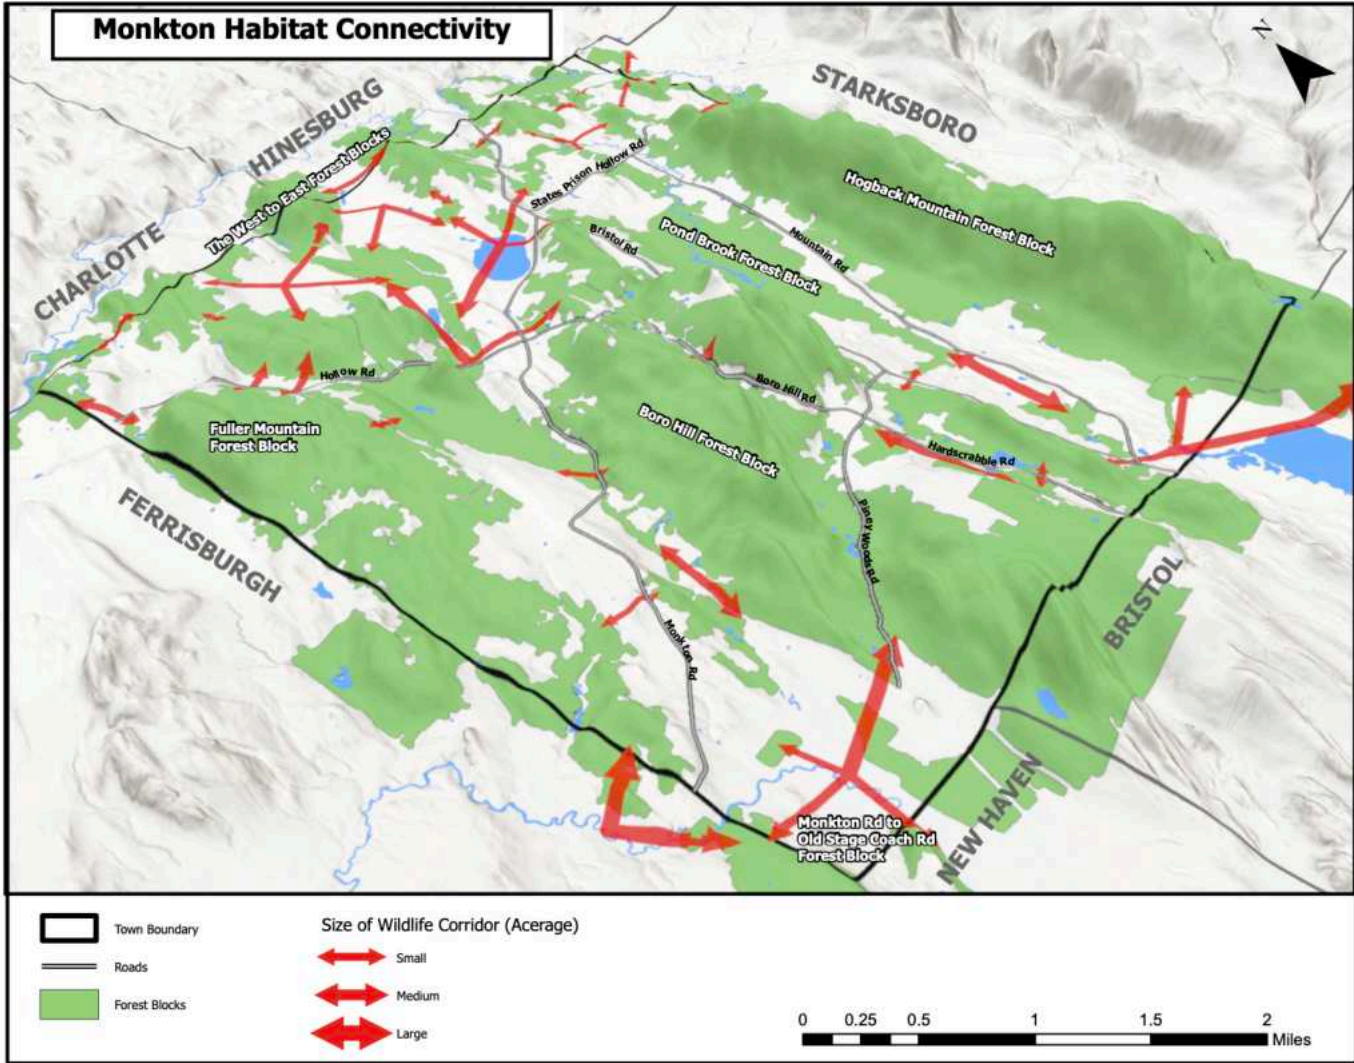 Monkton Habitat Connectivity
N
STARKSBORO
HINESBURG
CHARLOTTE
The West to East Forest Blocks
States Prison Hollow Rd
Hogback Mountain Forest Block
Pond Brook Forest Block
Mountain Rd
Bristol Rd
Hollow Rd
Boro Hill Rd
Fuller Mountain
Forest Block
Boro Hill Forest Block
Hardscrabble Rd
FERRISBURGH
Piney Woods Rd
BRISTOL
Monkton Rd
NEW HAVEN
Monkton Rd to
Old Stage Coach Rd
Forest Block
Town Boundary
Roads
Forest Blocks
Size of Wildlife Corridor (Acerage)
Small
Medium
Large
0 0.25 0.5 1 1.5 2
Miles